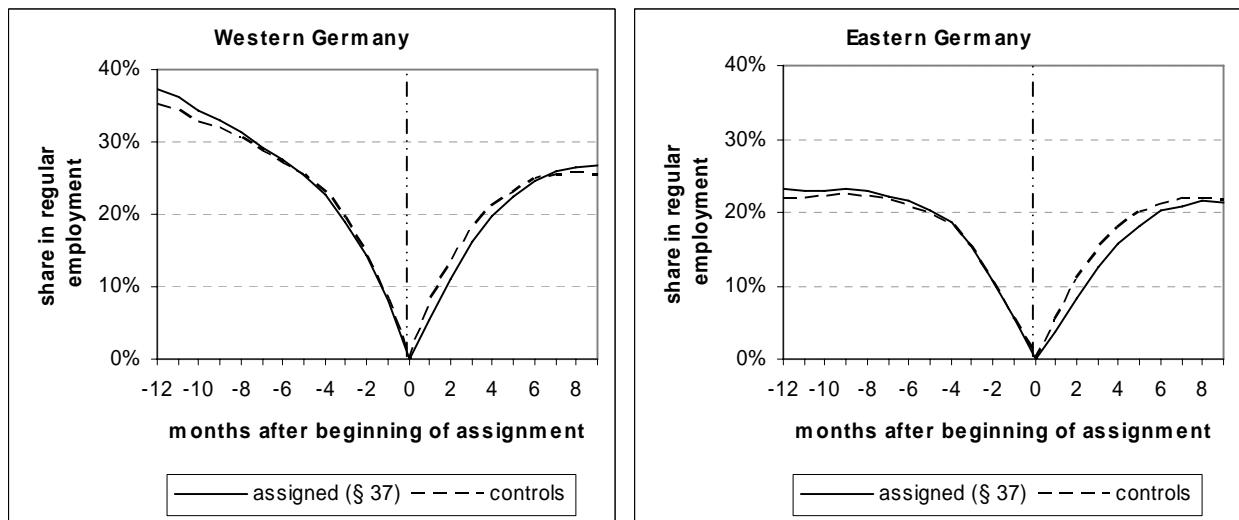 Western Germany
40%
30%
20%
10%
0%
share in regular
employment
-12 -10 -8 -6 -4 -2 0 2 4 6 8
months after beginning of assignment
assigned (§ 37) controls
Eastern Germany
40%
30%
20%
10%
0%
share in regular
employment
-12 -10 -8 -6 -4 -2 0 2 4 6 8
months after beginning of assignment
assigned (§ 37) controls